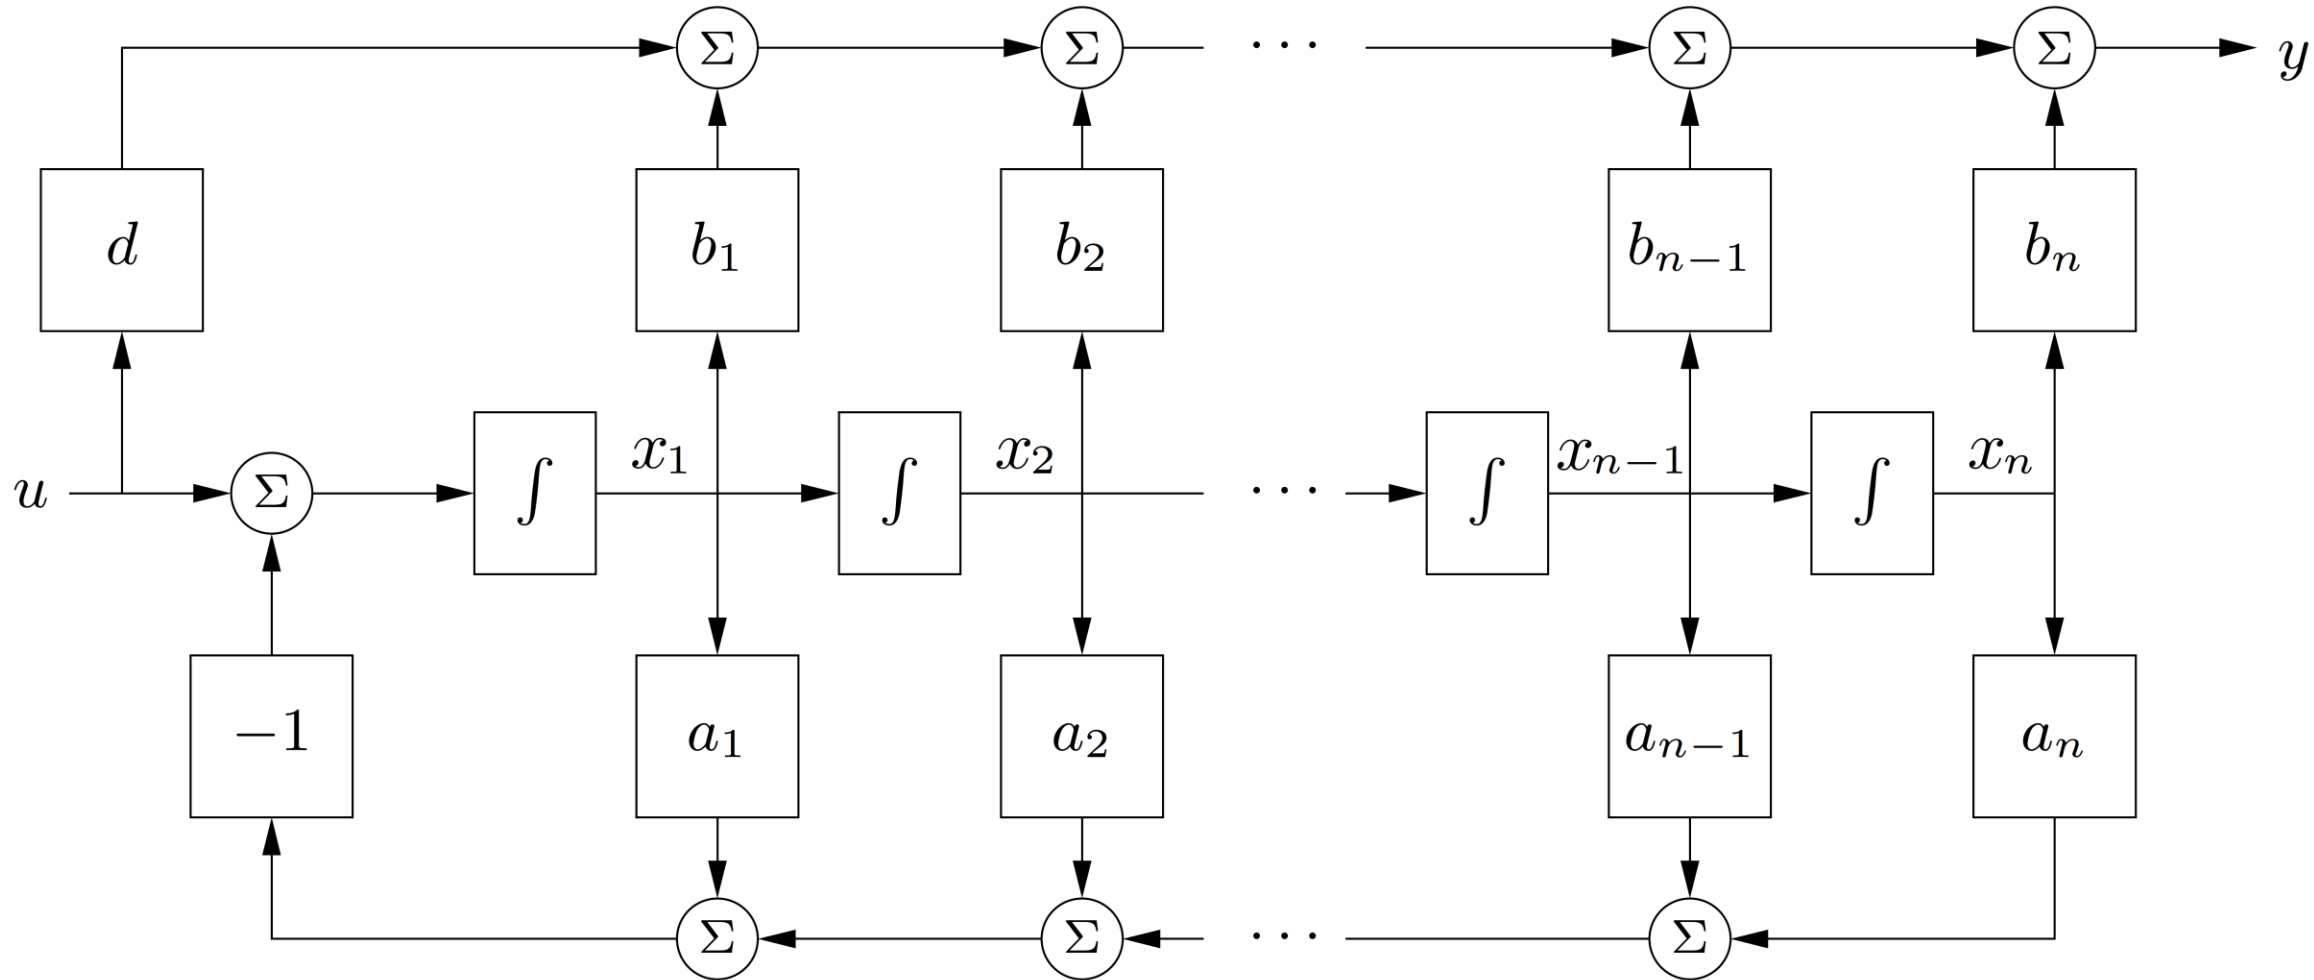 Σ Σ ··· Σ Σ y
d b₁ b₂ bₙ₋₁ bₙ
u Σ ∫ x₁ ∫ x₂ ··· ∫ xₙ₋₁ ∫ xₙ
−1 a₁ a₂ aₙ₋₁ aₙ
Σ Σ ··· Σ